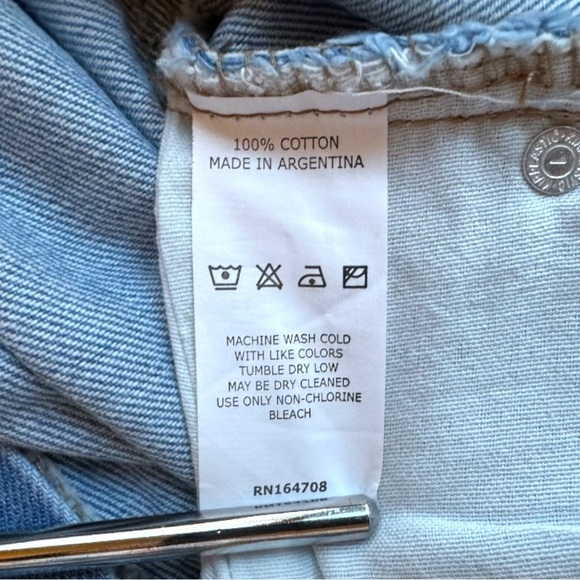 100% COTTON
MADE IN ARGENTINA
MACHINE WASH COLD
WITH LIKE COLORS
TUMBLE DRY LOW
MAY BE DRY CLEANED
USE ONLY NON-CHLORINE
BLEACH
RN164708